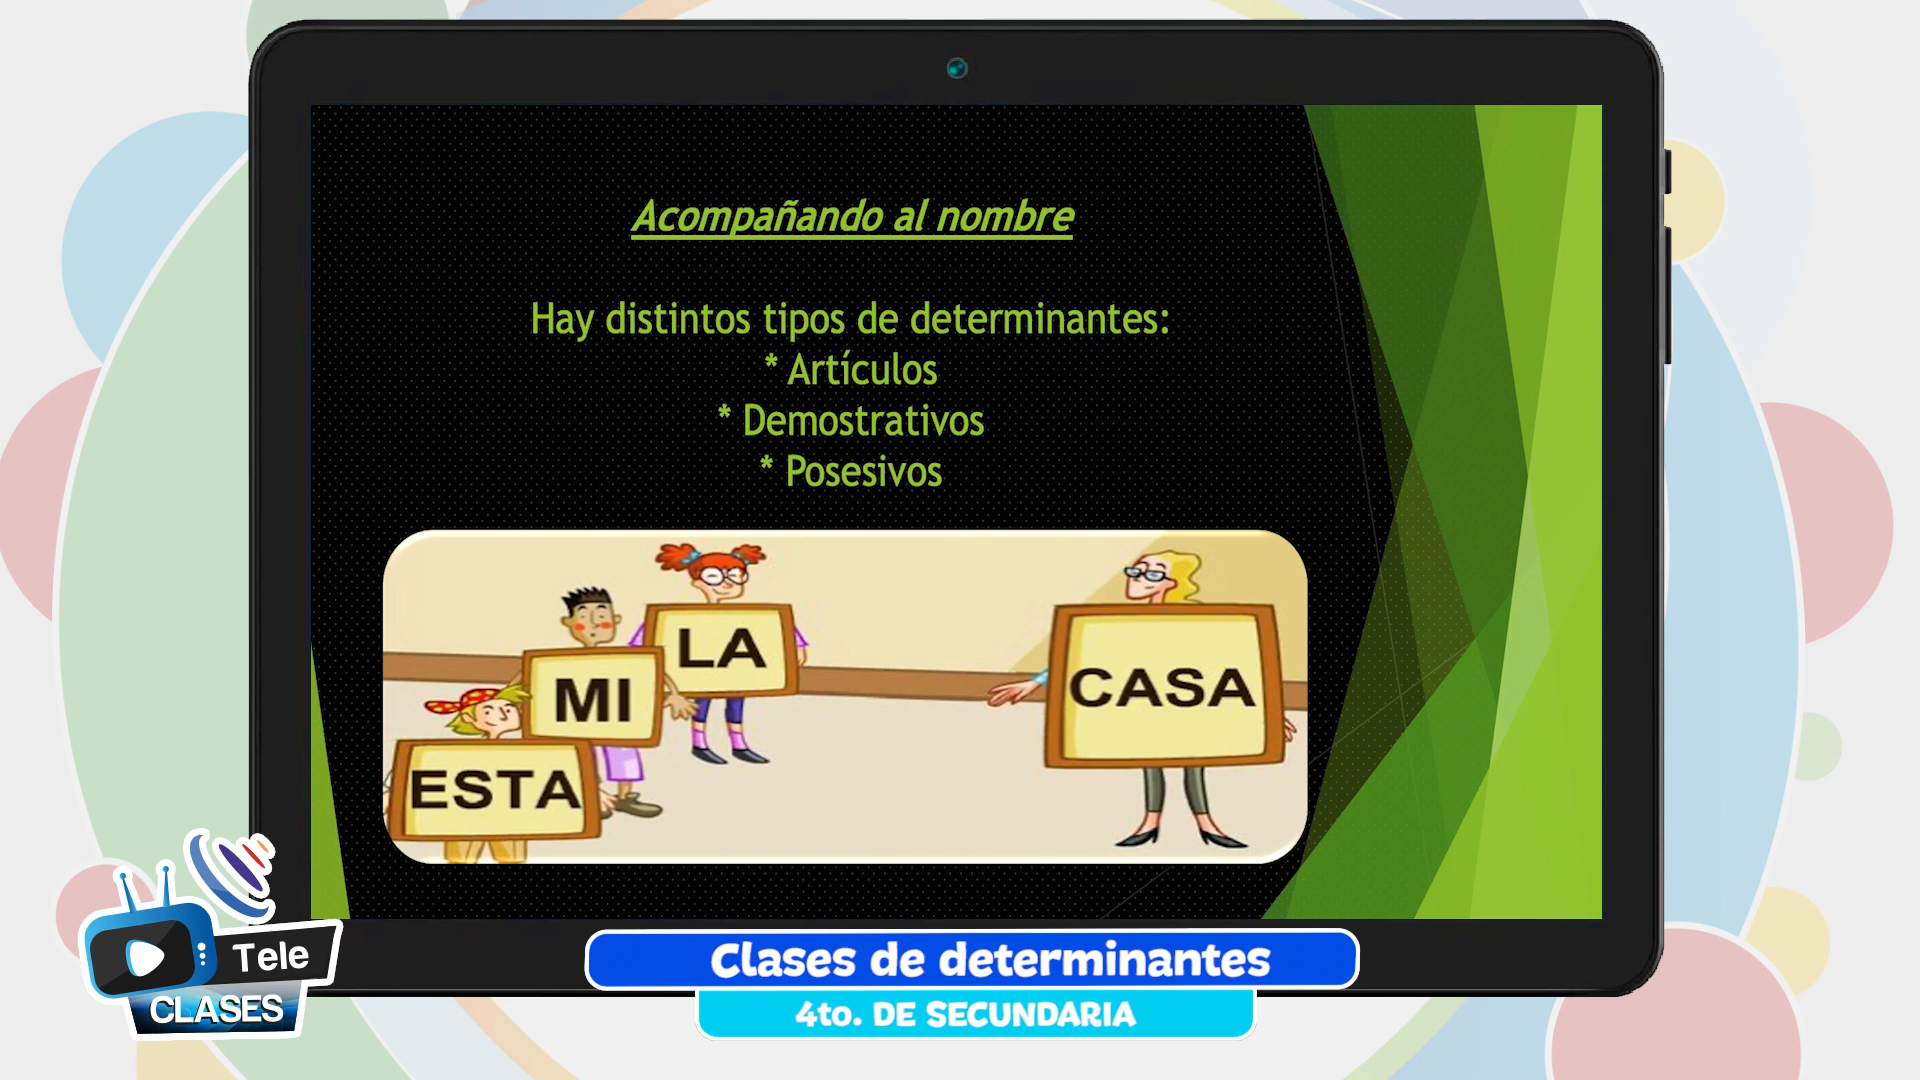 Acompañando al nombre
Hay distintos tipos de determinantes:
* Artículos
* Demostrativos
* Posesivos
LA
MI
ESTA
CASA
Tele
CLASES
Clases de determinantes
4to. DE SECUNDARIA